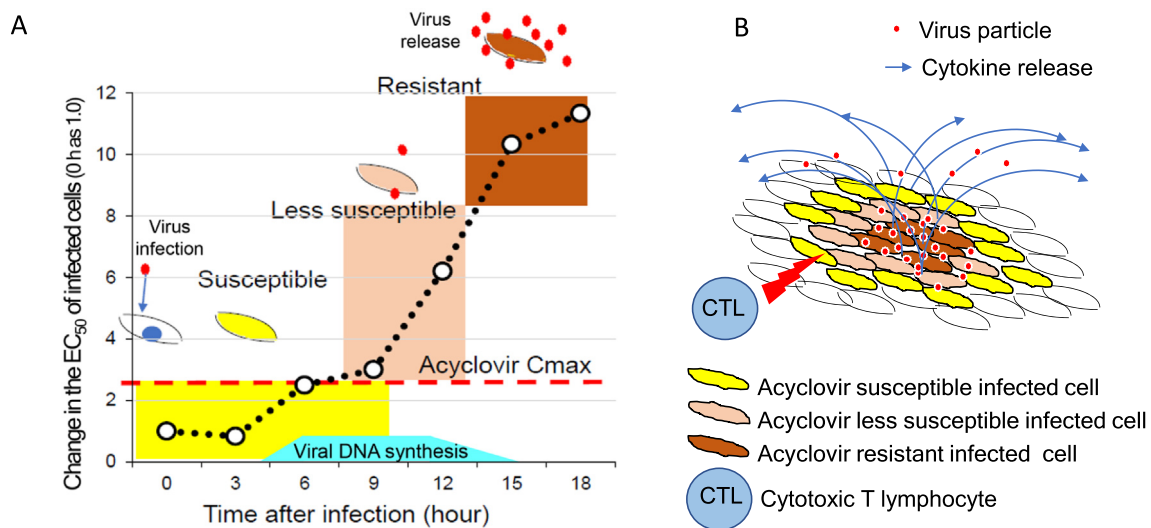 A
Virus
release
Resistant
Less susceptible
Virus
infection
Susceptible
Acyclovir Cmax
Viral DNA synthesis
Change in the EC50 of infected cells (0 h as 1.0)
12
10
8
6
4
2
0
0 3 6 9 12 15 18
Time after infection (hour)
B
Virus particle
Cytokine release
CTL
Acyclovir susceptible infected cell
Acyclovir less susceptible infected cell
Acyclovir resistant infected cell
CTL Cytotoxic T lymphocyte